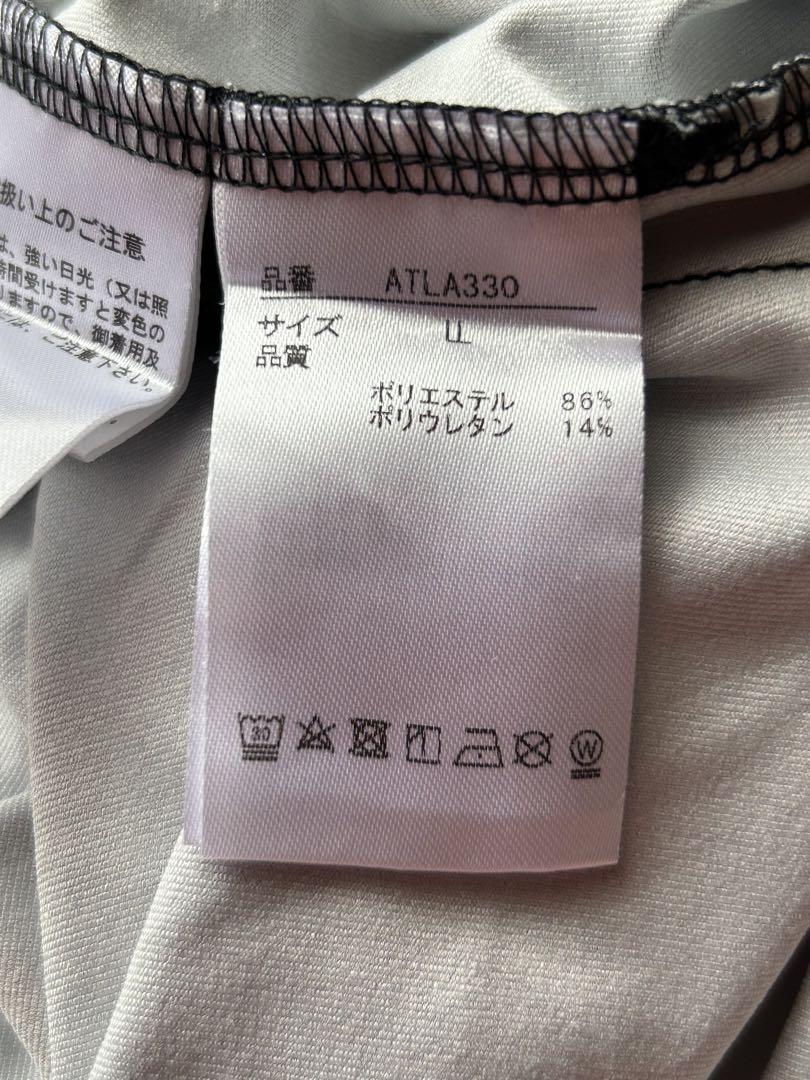 扱い上のご注意
は、強い日光（又は照
時間受けますと変色の
りますので、御着用及
は、ご注意下さい。
品番 ATLA330
サイズ LL
品質
ポリエステル 86%
ポリウレタン 14%
30
W